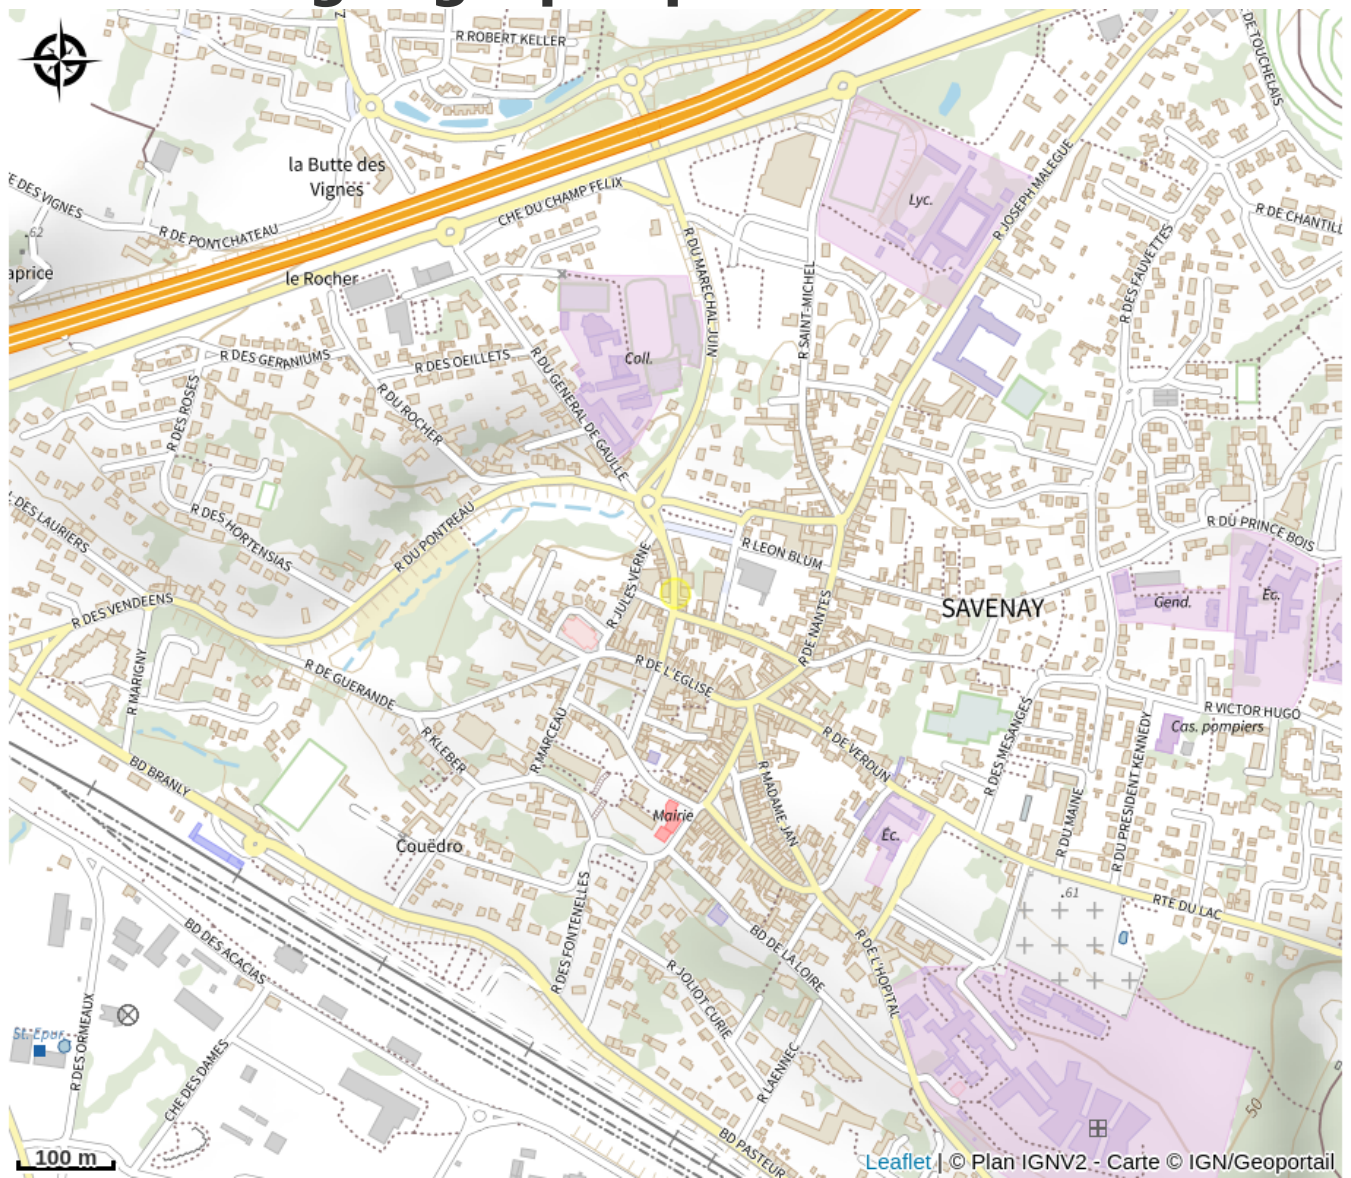 R ROBERT KELLER
DE TOUCHELAIS
la Butte des
Vignes
E DES VIGNES
R DE PONTCHATEAU
CHE DU CHAMP FELIX
Lyc.
R JOSEPH MALEGUE
R DE CHANTILL
.62
aprice
le Rocher
R DU MARECHAL JUIN
R SAINT-MICHEL
R DES FAUVETTES
R DES GERANIUMS
R DES OEILLETS
Coll.
R DU GENERAL DE GAULLE
R DES ROSES
R DU ROCHER
DES LAURIERS
R DES HORTENSIAS
R DU PONTREAU
R LEON BLUM
R DU PRINCE BOIS
R DES VENDEENS
R JULES VERNE
SAVENAY
Gend.
Éc.
R DE NANTES
R MARIGNY
R DE GUERANDE
R DE L'EGLISE
R KLEBER
R MARCEAU
R DE VERDUN
R DES MESANGES
R VICTOR HUGO
Cas. pompiers
BD BRANLY
R MADAME JAN
R DU MAINE
R DU PRESIDENT KENNEDY
Mairie
Éc.
Couëdro
.61
RTE DU LAC
BD DES ACACIAS
R DES FONTENELLES
BD DE LA LOIRE
R DE L'HOPITAL
R JOLIOT CURIE
St. Epur.
R DES ORMEAUX
CHE DES DAMES
R LAENNEC
50
BD PASTEUR
100 m
Leaflet | © Plan IGNV2 - Carte © IGN/Geoportail